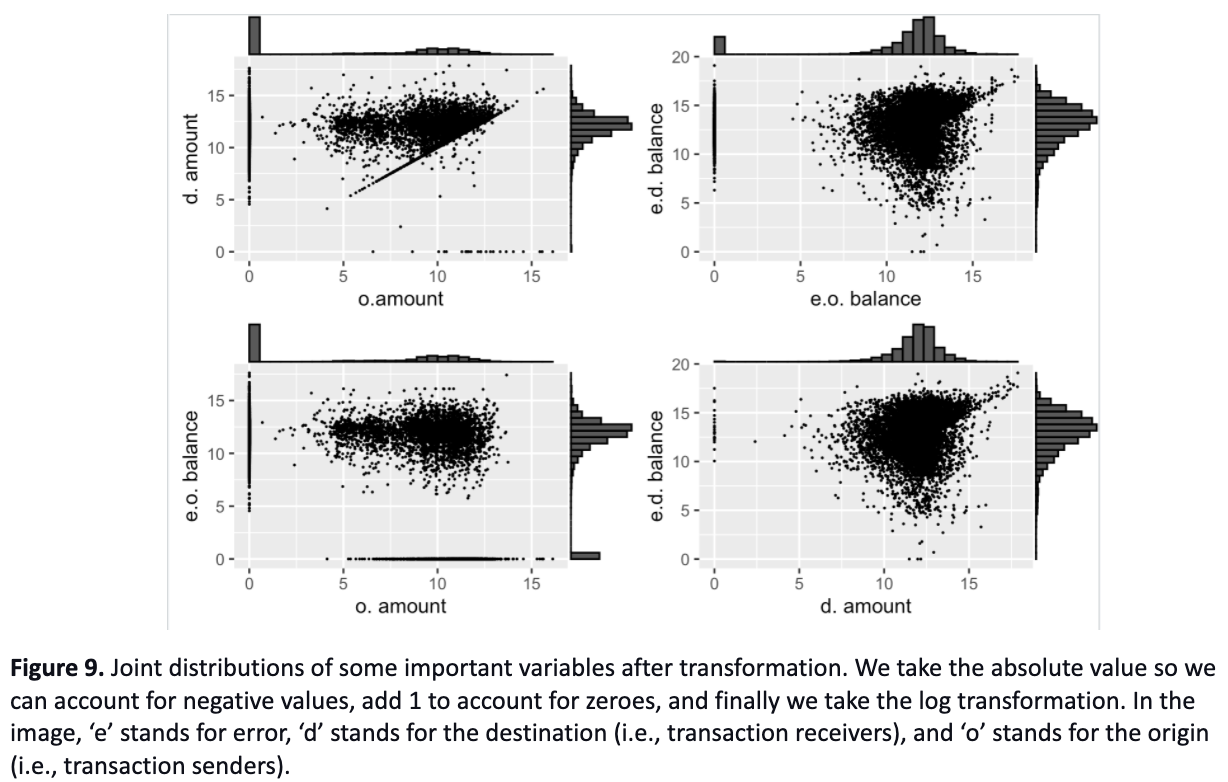 15
10
5
0
d. amount
0
5
10
15
o.amount
20
15
10
5
0
e.d. balance
0
5
10
15
e.o. balance
15
10
5
0
e.o. balance
0
5
10
15
o. amount
20
15
10
5
0
e.d. balance
0
5
10
15
d. amount
Figure 9. Joint distributions of some important variables after transformation. We take the absolute value so we
can account for negative values, add 1 to account for zeroes, and finally we take the log transformation. In the
image, ‘e’ stands for error, ‘d’ stands for the destination (i.e., transaction receivers), and ‘o’ stands for the origin
(i.e., transaction senders).